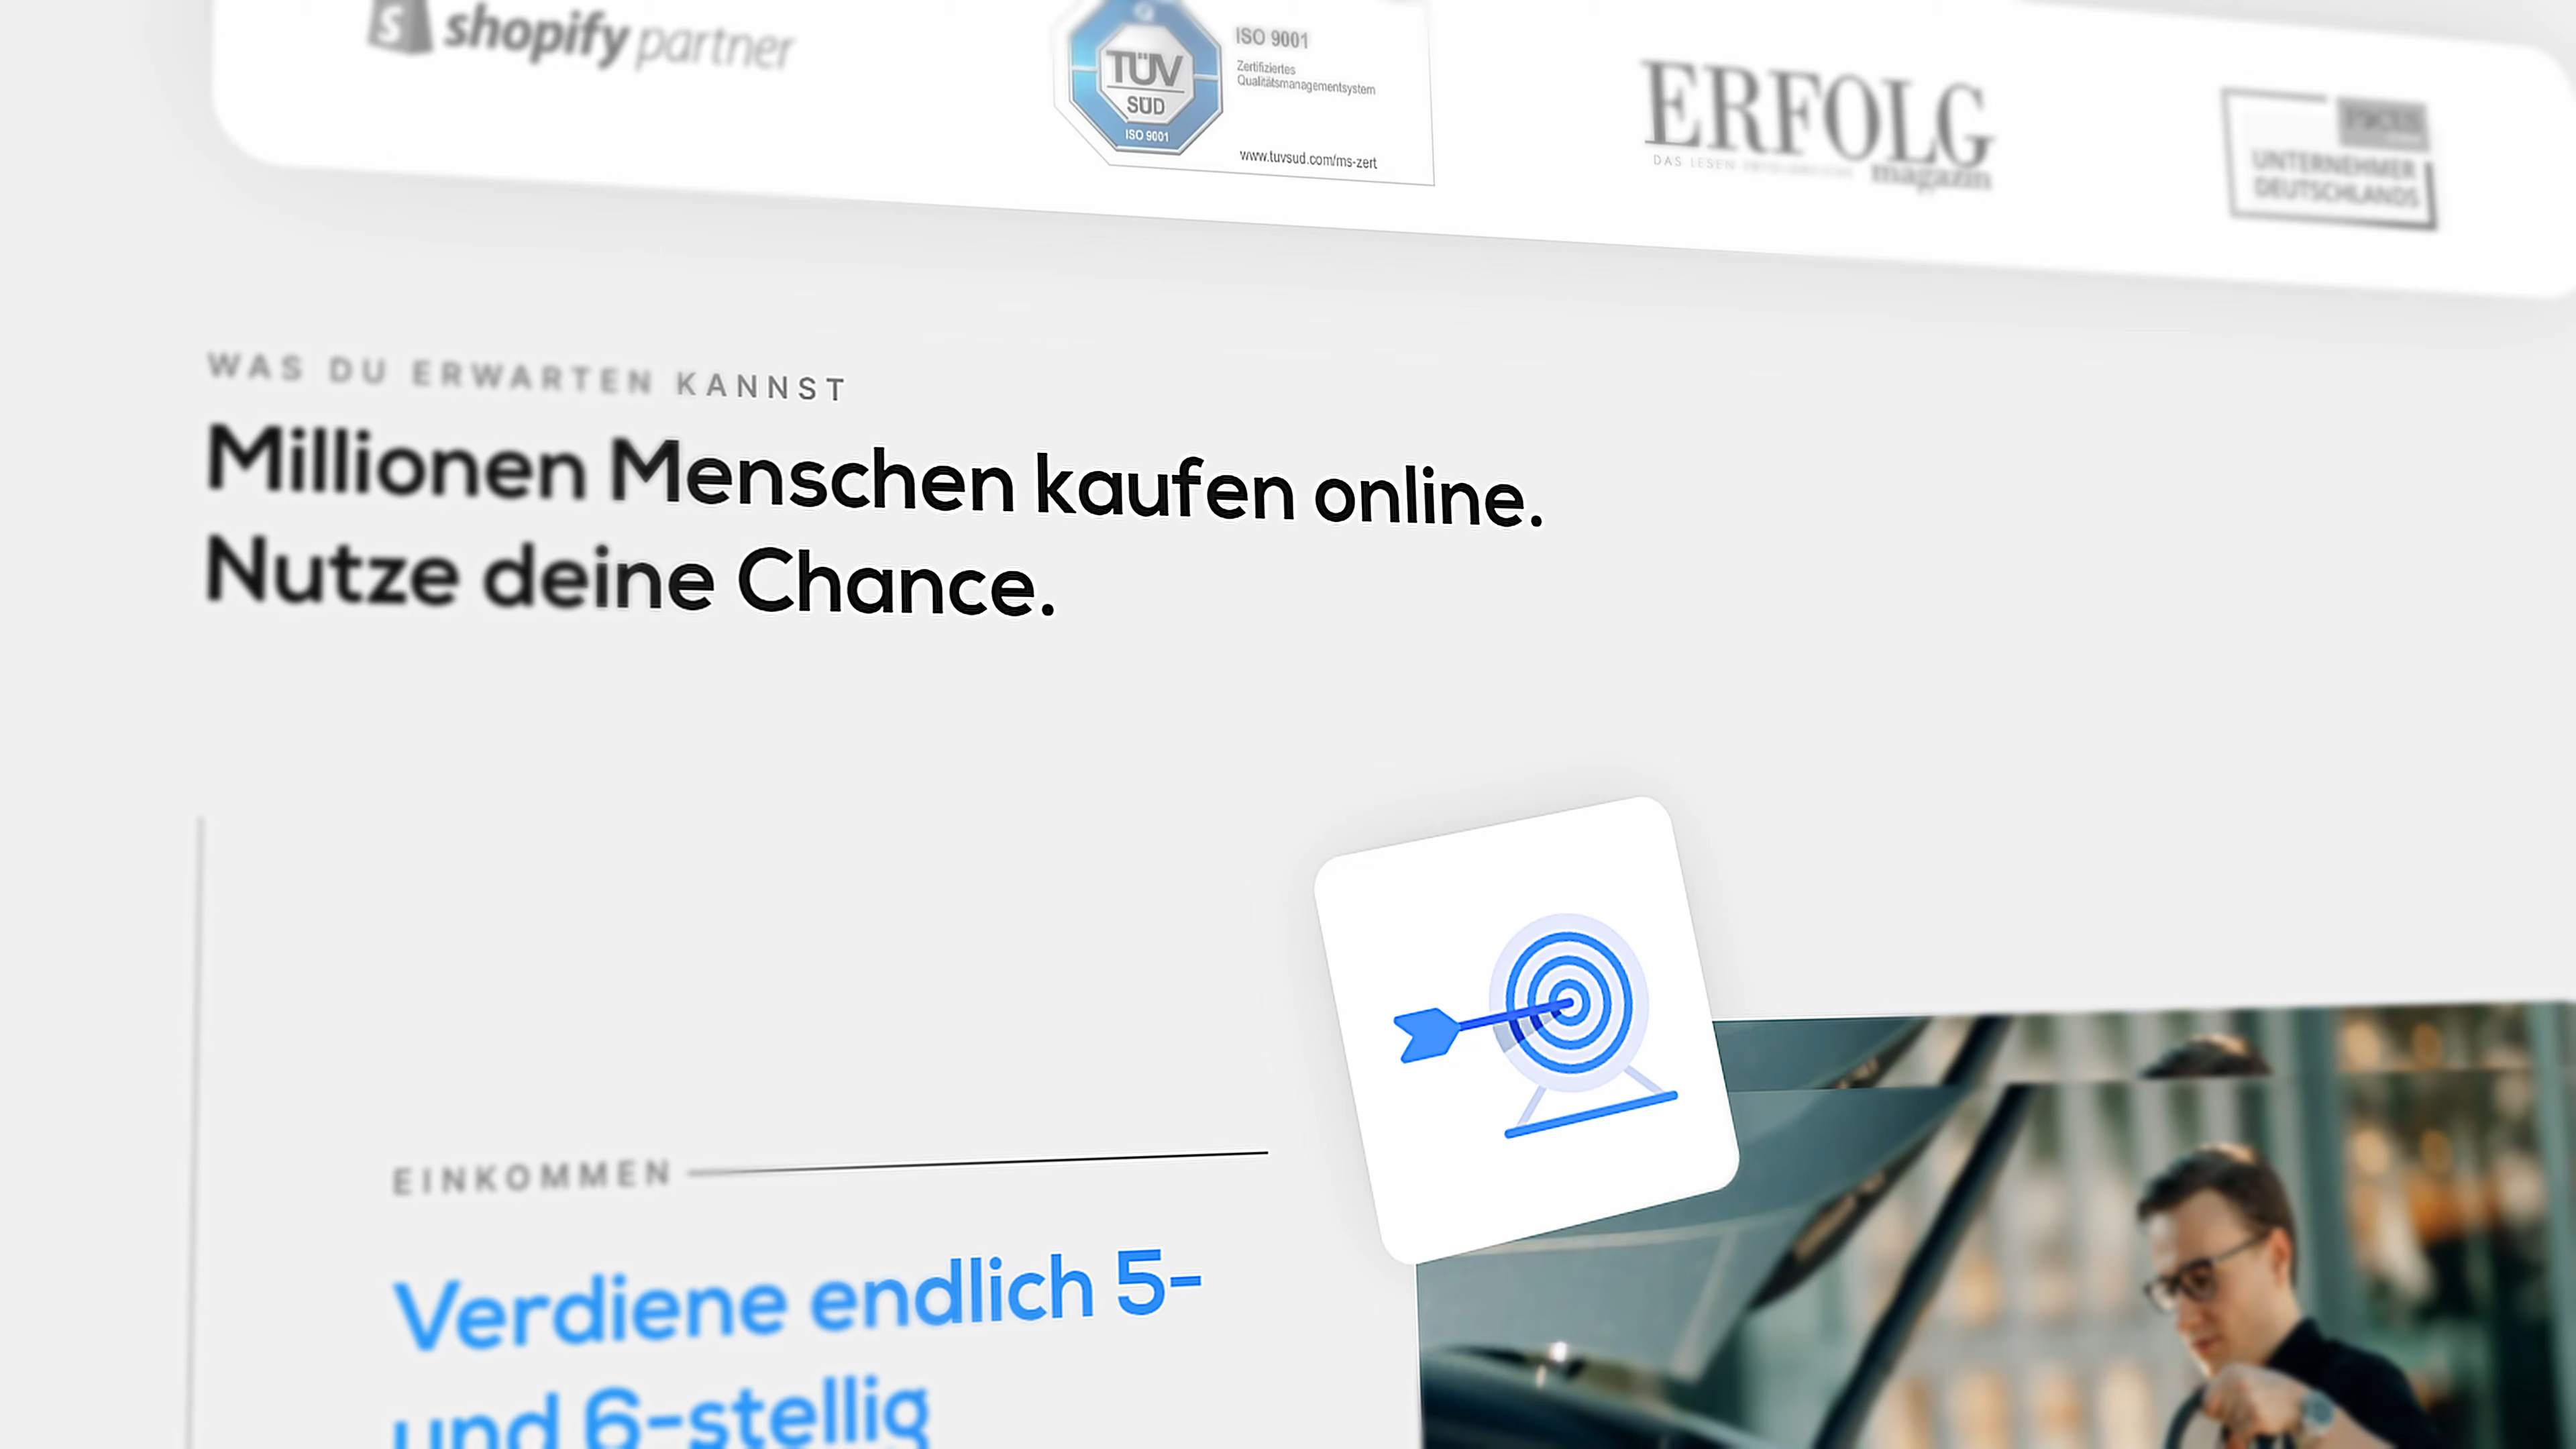 shopify partner
TÜV
SÜD
ISO 9001
ISO 9001
Zertifiziertes
Qualitätsmanagementsystem
www.tuvsud.com/ms-zert
ERFOLG
magazin
UNTERNEHMER
DEUTSCHLANDS
WAS DU ERWARTEN KANNST
Millionen Menschen kaufen online.
Nutze deine Chance.
EINKOMMEN
Verdiene endlich 5-
und 6-stellig